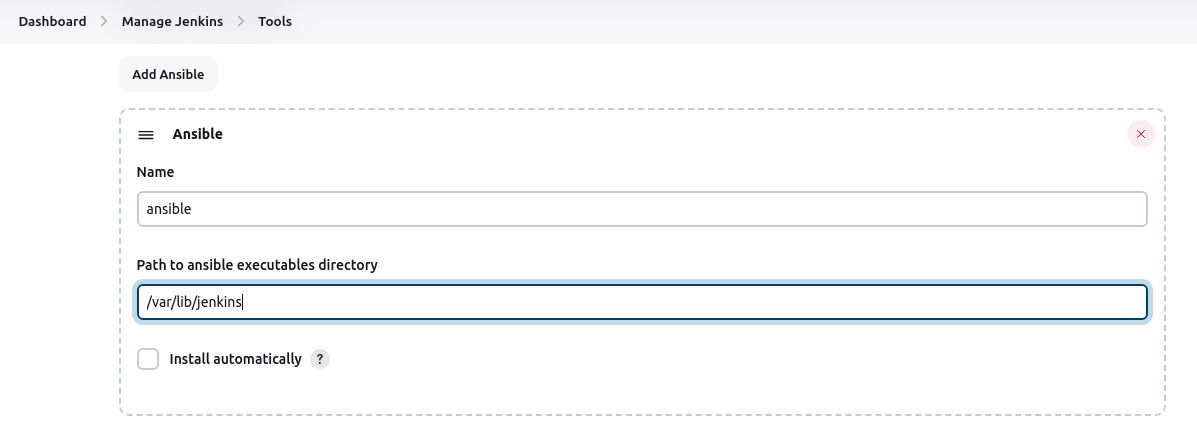 Dashboard > Manage Jenkins > Tools
Add Ansible
Ansible
Name
ansible
Path to ansible executables directory
/var/lib/jenkins
Install automatically ?